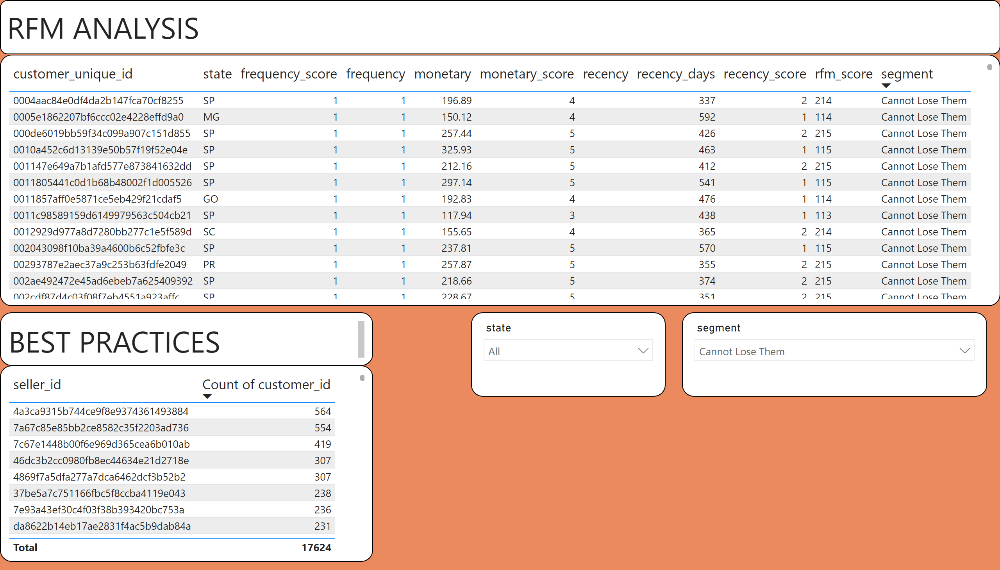 RFM ANALYSIS
customer_unique_id state frequency_score frequency monetary monetary_score recency recency_days recency_score rfm_score segment
0004aac84e0df4da2b147fca70cf8255 SP 1 1 196.89 4 337 2 214 Cannot Lose Them
0005e1862207bf6ccc02e4228effd9a0 MG 1 1 150.12 4 592 1 114 Cannot Lose Them
000de6019bb59f34c099a907c151d855 SP 1 1 257.44 5 426 2 215 Cannot Lose Them
0010a452c6d13139e50b57f19f52e04e SP 1 1 325.93 5 463 1 115 Cannot Lose Them
001147e649a7b1afd577e873841632dd SP 1 1 212.16 5 412 2 215 Cannot Lose Them
0011805441c0d1b68b48002f1d005526 SP 1 1 297.14 5 541 1 115 Cannot Lose Them
0011857aff0e5871ce5eb429f21cdaf5 GO 1 1 192.83 4 476 1 114 Cannot Lose Them
0011c98589159d6149979563c504cb21 SP 1 1 117.94 3 438 1 113 Cannot Lose Them
0012929d977a8d7280bb277c1e5f589d SC 1 1 155.65 4 365 2 214 Cannot Lose Them
002043098f10ba39a4600b6c52fbfe3c SP 1 1 237.81 5 570 1 115 Cannot Lose Them
00293787e2aec37a9c253b63fdfe2049 PR 1 1 257.87 5 355 2 215 Cannot Lose Them
002ae492472e45ad6ebeb7a625409392 SP 1 1 218.66 5 374 2 215 Cannot Lose Them
002cdf87d4c03f08f7eb4551a923affc SP 1 1 228.67 5 351 2 215 Cannot Lose Them
BEST PRACTICES
state
All
segment
Cannot Lose Them
seller_id Count of customer_id
4a3ca9315b744ce9f8e9374361493884 564
7a67c85e85bb2ce8582c35f2203ad736 554
7c67e1448b00f6e969d365cea6b010ab 419
46dc3b2cc0980fb8ec44634e21d2718e 307
4869f7a5dfa277a7dca6462dcf3b52b2 307
37be5a7c751166fbc5f8ccba4119e043 238
7e93a43ef30c4f03f38b393420bc753a 236
da8622b14eb17ae2831f4ac5b9dab84a 231
Total 17624